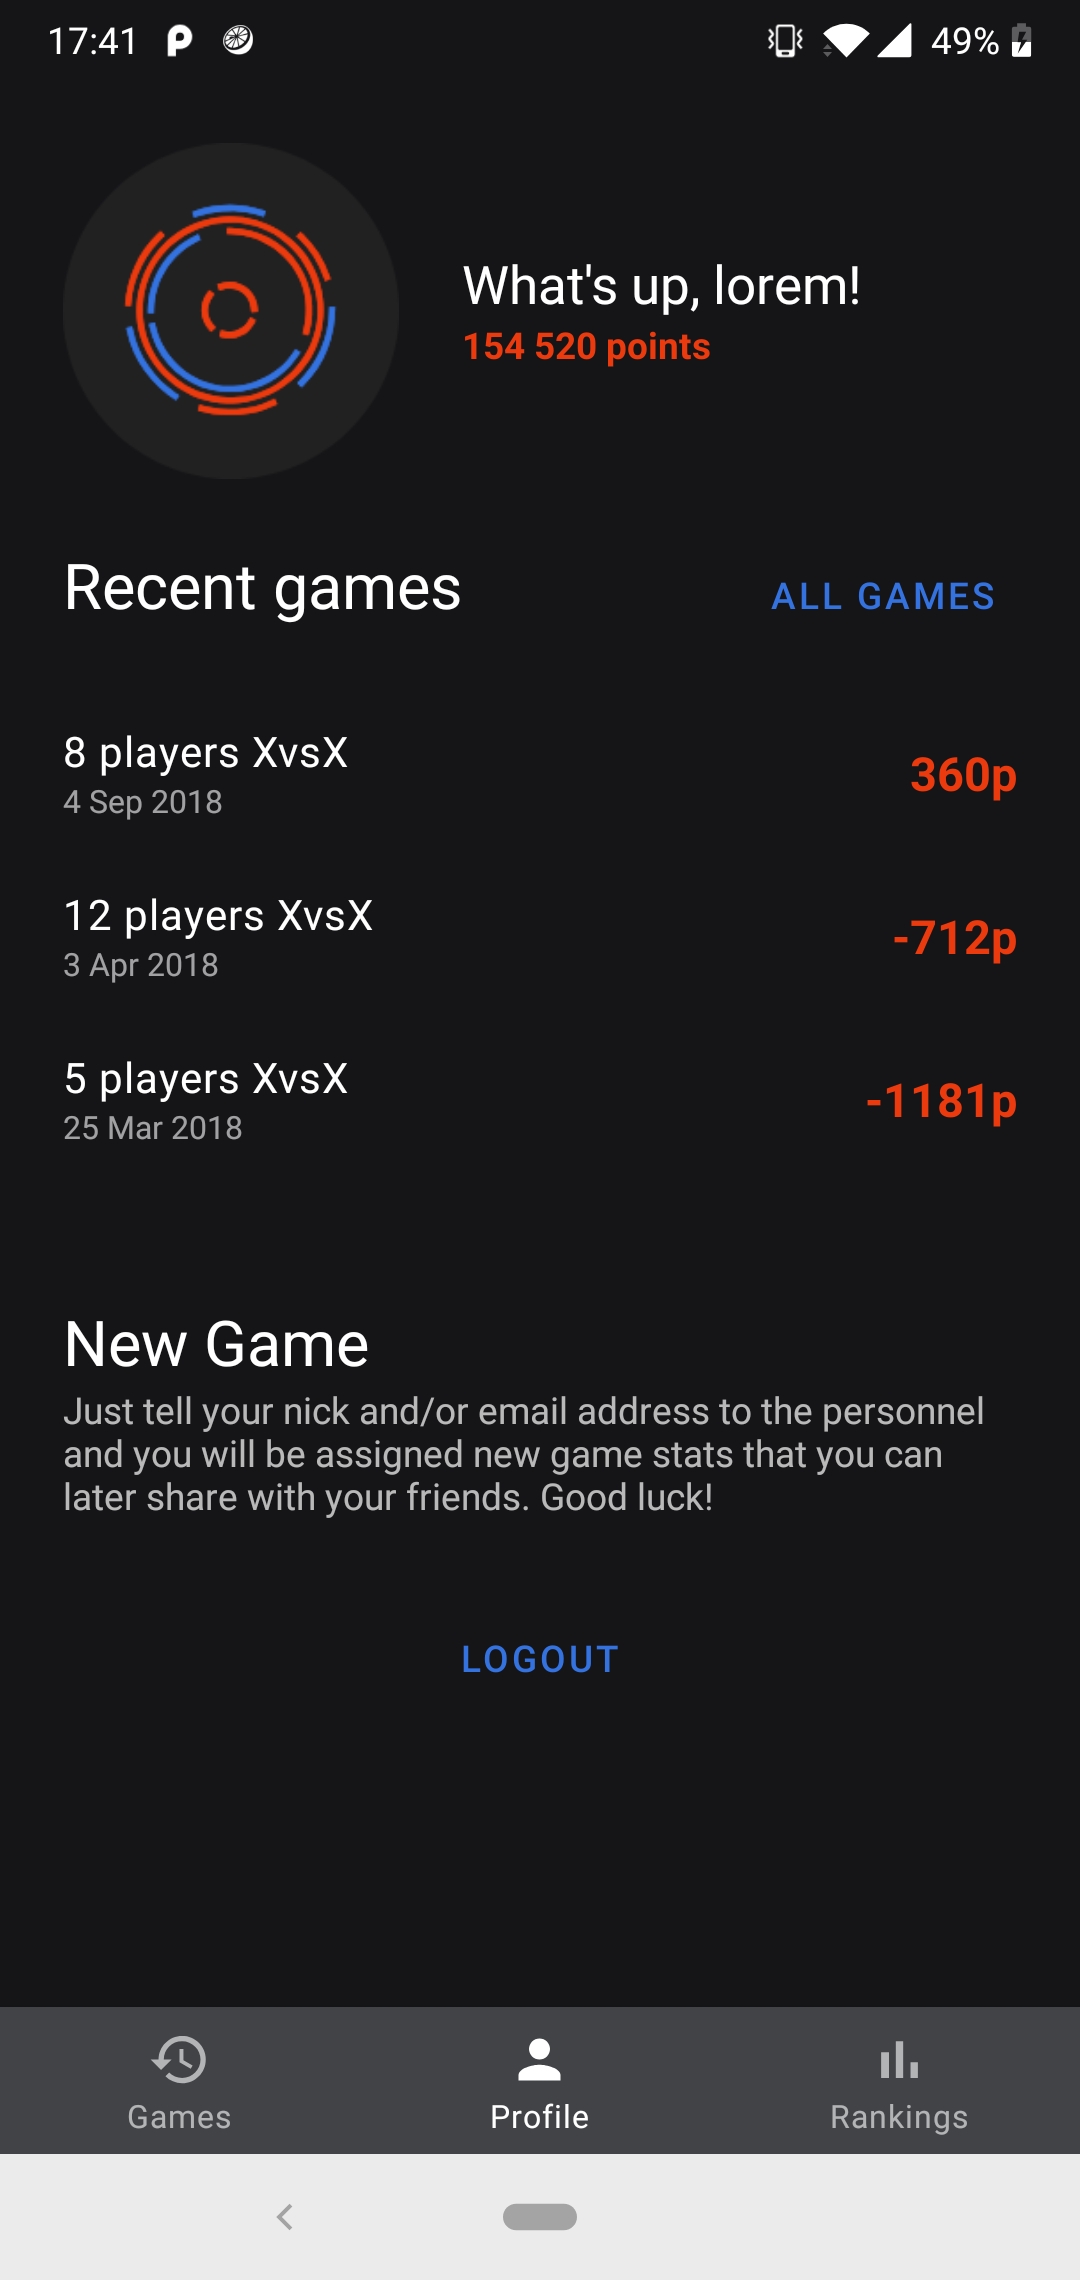 17:41
49%
What's up, lorem!
154 520 points
Recent games
ALL GAMES
8 players XvsX
4 Sep 2018
360p
12 players XvsX
3 Apr 2018
-712p
5 players XvsX
25 Mar 2018
-1181p
New Game
Just tell your nick and/or email address to the personnel
and you will be assigned new game stats that you can
later share with your friends. Good luck!
LOGOUT
Games
Profile
Rankings